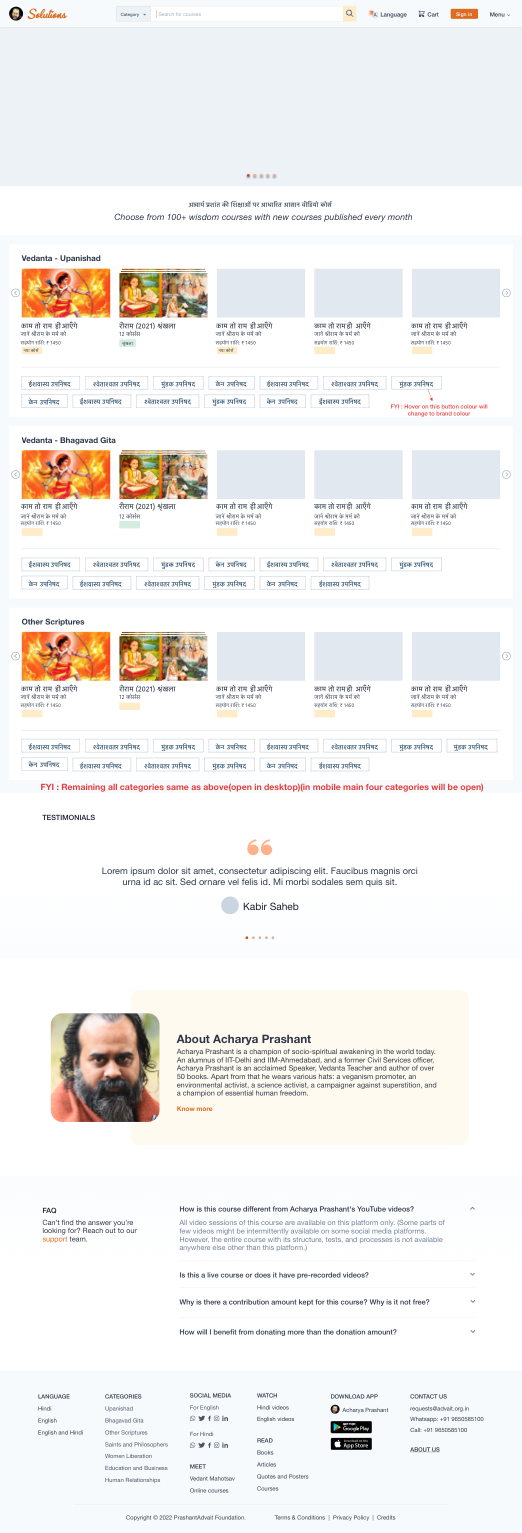 Solutions
Category
Search for courses
Language
Cart
Sign in
Menu
आचार्य प्रशांत की शिक्षाओं पर आधारित आसान वीडियो कोर्स
Choose from 100+ wisdom courses with new courses published every month
Vedanta - Upanishad
काम तो राम ही आएँगे
जानें श्रीराम के मर्म को
सहयोग राशि: ₹ 1450
नया कोर्स
रीराम (2021) श्रृंखला
12 कोर्सेस
श्रृंखला
काम तो राम ही आएँगे
जानें श्रीराम के मर्म को
सहयोग राशि: ₹ 1450
नया कोर्स
काम तो रामही आएँगे
जानें श्रीराम के मर्म को
सहयोग राशि: ₹ 1450
काम तो राम ही आएँगे
जानें श्रीराम के मर्म को
सहयोग राशि: ₹ 1450
ईशावास्य उपनिषद श्वेताश्वतर उपनिषद मुंडक उपनिषद केन उपनिषद ईशावास्य उपनिषद श्वेताश्वतर उपनिषद मुंडक उपनिषद
केन उपनिषद ईशावास्य उपनिषद श्वेताश्वतर उपनिषद मुंडक उपनिषद केन उपनिषद ईशावास्य उपनिषद
FYI : Hover on this button colour will
change to brand colour
Vedanta - Bhagavad Gita
काम तो राम ही आएँगे
जानें श्रीराम के मर्म को
सहयोग राशि: ₹ 1450
रीराम (2021) श्रृंखला
12 कोर्सेस
काम तो राम ही आएँगे
जानें श्रीराम के मर्म को
सहयोग राशि: ₹ 1450
काम तो रामही आएँगे
जानें श्रीराम के मर्म को
सहयोग राशि: ₹ 1450
काम तो राम ही आएँगे
जानें श्रीराम के मर्म को
सहयोग राशि: ₹ 1450
ईशावास्य उपनिषद श्वेताश्वतर उपनिषद मुंडक उपनिषद केन उपनिषद ईशावास्य उपनिषद श्वेताश्वतर उपनिषद मुंडक उपनिषद
केन उपनिषद ईशावास्य उपनिषद श्वेताश्वतर उपनिषद मुंडक उपनिषद केन उपनिषद ईशावास्य उपनिषद
Other Scriptures
काम तो राम ही आएँगे
जानें श्रीराम के मर्म को
सहयोग राशि: ₹ 1450
रीराम (2021) श्रृंखला
12 कोर्सेस
काम तो राम ही आएँगे
जानें श्रीराम के मर्म को
सहयोग राशि: ₹ 1450
काम तो रामही आएँगे
जानें श्रीराम के मर्म को
सहयोग राशि: ₹ 1450
काम तो राम ही आएँगे
जानें श्रीराम के मर्म को
सहयोग राशि: ₹ 1450
ईशावास्य उपनिषद श्वेताश्वतर उपनिषद मुंडक उपनिषद केन उपनिषद ईशावास्य उपनिषद श्वेताश्वतर उपनिषद मुंडक उपनिषद मुंडक उपनिषद
केन उपनिषद ईशावास्य उपनिषद श्वेताश्वतर उपनिषद मुंडक उपनिषद केन उपनिषद ईशावास्य उपनिषद
FYI : Remaining all categories same as above(open in desktop)(in mobile main four categories will be open)
TESTIMONIALS
Lorem ipsum dolor sit amet, consectetur adipiscing elit. Faucibus magnis orci
urna id ac sit. Sed ornare vel felis id. Mi morbi sodales sem quis sit.
Kabir Saheb
About Acharya Prashant
Acharya Prashant is a champion of socio-spiritual awakening in the world today.
An alumnus of IIT-Delhi and IIM-Ahmedabad, and a former Civil Services officer,
Acharya Prashant is an acclaimed Speaker, Vedanta Teacher and author of over
50 books. Apart from that he wears various hats: a veganism promoter, an
environmental activist, a science activist, a campaigner against superstition, and
a champion of essential human freedom.
Know more
FAQ
Can't find the answer you're
looking for? Reach out to our
support team.
How is this course different from Acharya Prashant's YouTube videos?
All video sessions of this course are available on this platform only. (Some parts of
few videos might be intermittently available on some social media platforms.
However, the entire course with its structure, tests, and processes is not available
anywhere else other than this platform.)
Is this a live course or does it have pre-recorded videos?
Why is there a contribution amount kept for this course? Why is it not free?
How will I benefit from donating more than the donation amount?
LANGUAGE
Hindi
English
English and Hindi
CATEGORIES
Upanishad
Bhagavad Gita
Other Scriptures
Saints and Philosophers
Women Liberation
Education and Business
Human Relationships
SOCIAL MEDIA
For English
For Hindi
MEET
Vedant Mahotsav
Online courses
WATCH
Hindi videos
English videos
READ
Books
Articles
Quotes and Posters
Courses
DOWNLOAD APP
Acharya Prashant
Google Play
App Store
CONTACT US
requests@advait.org.in
Whatsapp: +91 9650585100
Call: +91 9650585100
ABOUT US
Copyright © 2022 PrashantAdvait Foundation.
Terms & Conditions | Privacy Policy | Credits